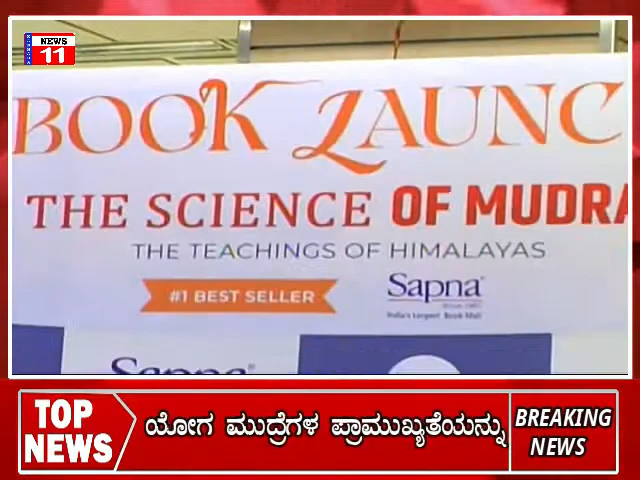 NEWS
11
BOOK LAUNC
THE SCIENCE OF MUDRA
THE TEACHINGS OF HIMALAYAS
#1 BEST SELLER
Sapna
India's Largest Book Mall
Sapna
TOP
NEWS
ಯೋಗ ಮುದ್ರೆಗಳ ಪ್ರಾಮುಖ್ಯತೆಯನ್ನು
BREAKING
NEWS